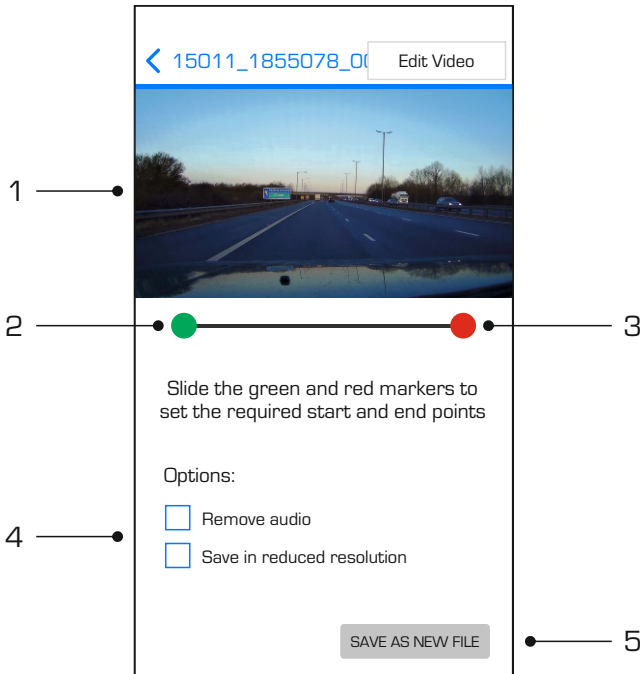 15011_1855078_0
Edit Video
1
2
3
Slide the green and red markers to
set the required start and end points
Options:
Remove audio
4
Save in reduced resolution
SAVE AS NEW FILE
5